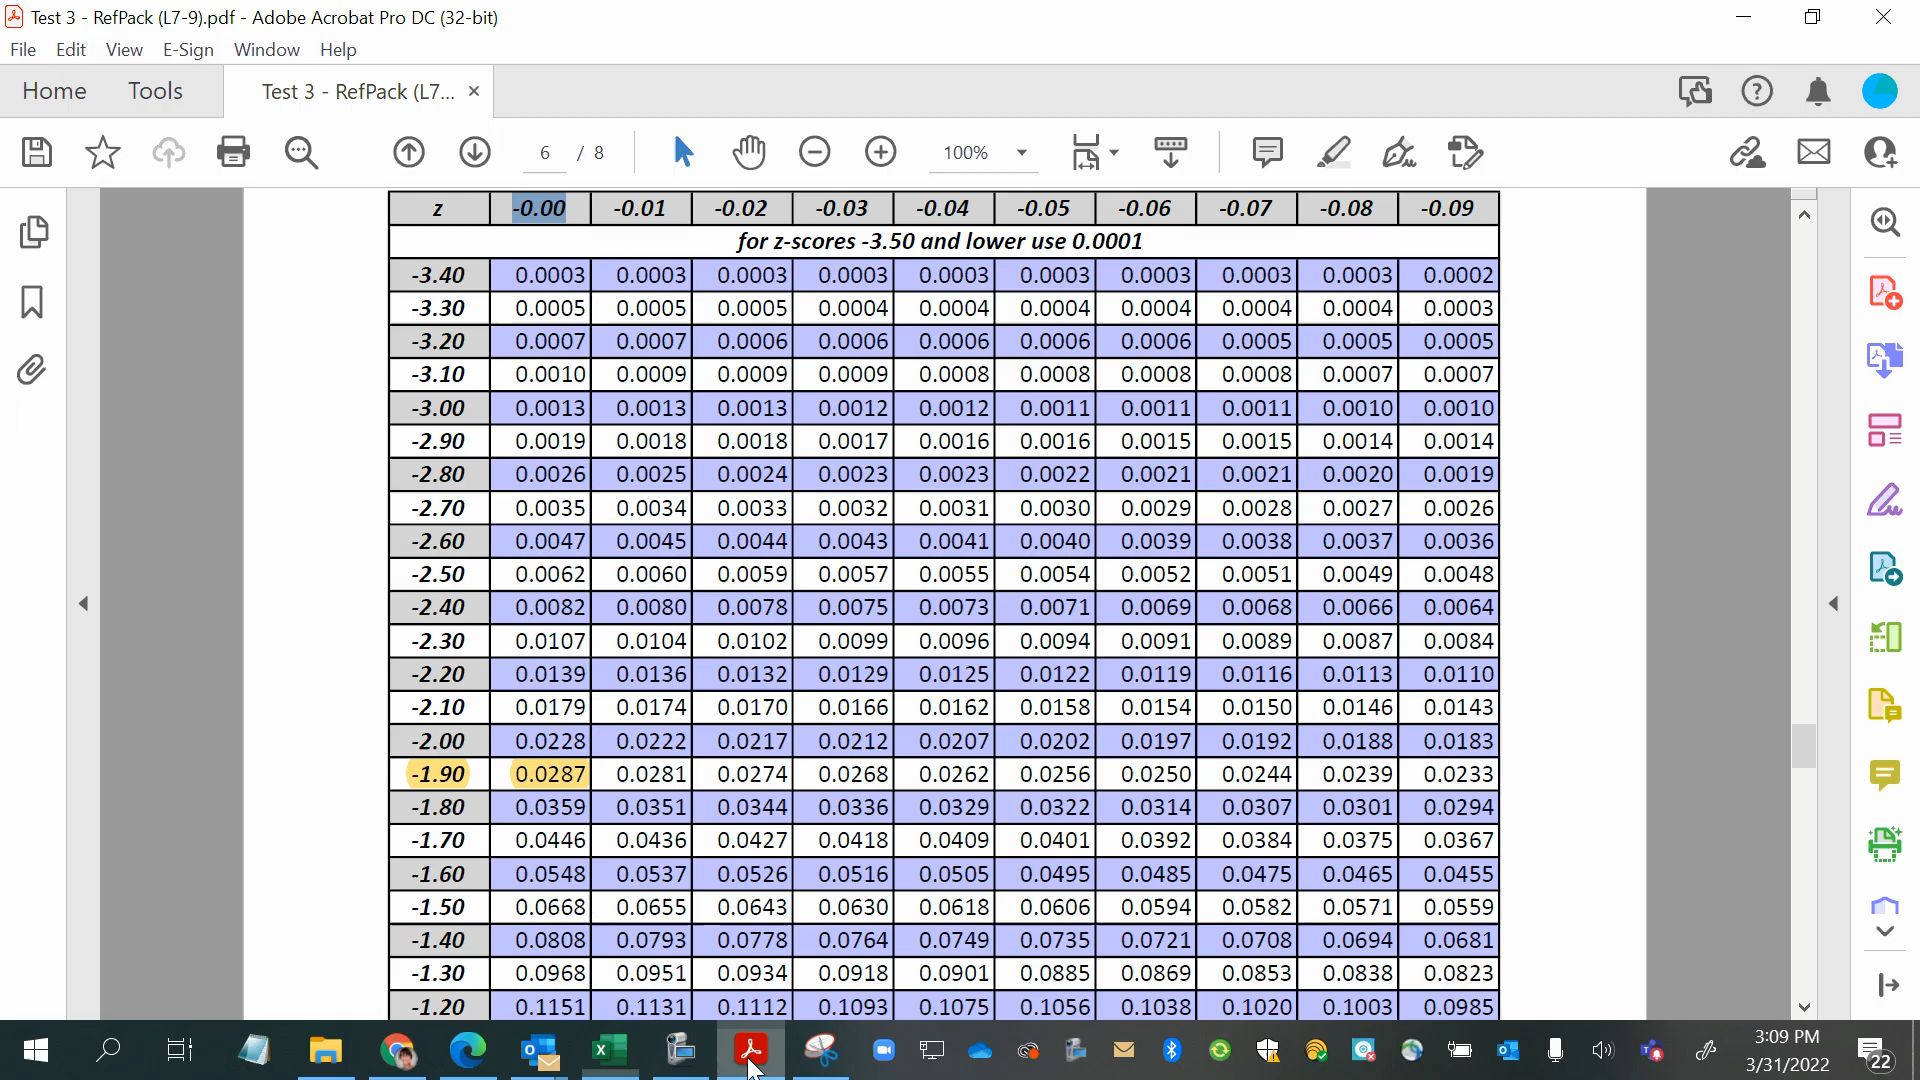 Test 3 - RefPack (L7-9).pdf - Adobe Acrobat Pro DC (32-bit)
File Edit View E-Sign Window Help
Home Tools Test 3 - RefPack (L7... ×
6 / 8 100%
z -0.00 -0.01 -0.02 -0.03 -0.04 -0.05 -0.06 -0.07 -0.08 -0.09
for z-scores -3.50 and lower use 0.0001
-3.40 0.0003 0.0003 0.0003 0.0003 0.0003 0.0003 0.0003 0.0003 0.0003 0.0002
-3.30 0.0005 0.0005 0.0005 0.0004 0.0004 0.0004 0.0004 0.0004 0.0004 0.0003
-3.20 0.0007 0.0007 0.0006 0.0006 0.0006 0.0006 0.0006 0.0005 0.0005 0.0005
-3.10 0.0010 0.0009 0.0009 0.0009 0.0008 0.0008 0.0008 0.0008 0.0007 0.0007
-3.00 0.0013 0.0013 0.0013 0.0012 0.0012 0.0011 0.0011 0.0011 0.0010 0.0010
-2.90 0.0019 0.0018 0.0018 0.0017 0.0016 0.0016 0.0015 0.0015 0.0014 0.0014
-2.80 0.0026 0.0025 0.0024 0.0023 0.0023 0.0022 0.0021 0.0021 0.0020 0.0019
-2.70 0.0035 0.0034 0.0033 0.0032 0.0031 0.0030 0.0029 0.0028 0.0027 0.0026
-2.60 0.0047 0.0045 0.0044 0.0043 0.0041 0.0040 0.0039 0.0038 0.0037 0.0036
-2.50 0.0062 0.0060 0.0059 0.0057 0.0055 0.0054 0.0052 0.0051 0.0049 0.0048
-2.40 0.0082 0.0080 0.0078 0.0075 0.0073 0.0071 0.0069 0.0068 0.0066 0.0064
-2.30 0.0107 0.0104 0.0102 0.0099 0.0096 0.0094 0.0091 0.0089 0.0087 0.0084
-2.20 0.0139 0.0136 0.0132 0.0129 0.0125 0.0122 0.0119 0.0116 0.0113 0.0110
-2.10 0.0179 0.0174 0.0170 0.0166 0.0162 0.0158 0.0154 0.0150 0.0146 0.0143
-2.00 0.0228 0.0222 0.0217 0.0212 0.0207 0.0202 0.0197 0.0192 0.0188 0.0183
-1.90 0.0287 0.0281 0.0274 0.0268 0.0262 0.0256 0.0250 0.0244 0.0239 0.0233
-1.80 0.0359 0.0351 0.0344 0.0336 0.0329 0.0322 0.0314 0.0307 0.0301 0.0294
-1.70 0.0446 0.0436 0.0427 0.0418 0.0409 0.0401 0.0392 0.0384 0.0375 0.0367
-1.60 0.0548 0.0537 0.0526 0.0516 0.0505 0.0495 0.0485 0.0475 0.0465 0.0455
-1.50 0.0668 0.0655 0.0643 0.0630 0.0618 0.0606 0.0594 0.0582 0.0571 0.0559
-1.40 0.0808 0.0793 0.0778 0.0764 0.0749 0.0735 0.0721 0.0708 0.0694 0.0681
-1.30 0.0968 0.0951 0.0934 0.0918 0.0901 0.0885 0.0869 0.0853 0.0838 0.0823
-1.20 0.1151 0.1131 0.1112 0.1093 0.1075 0.1056 0.1038 0.1020 0.1003 0.0985
3:09 PM
3/31/2022
22